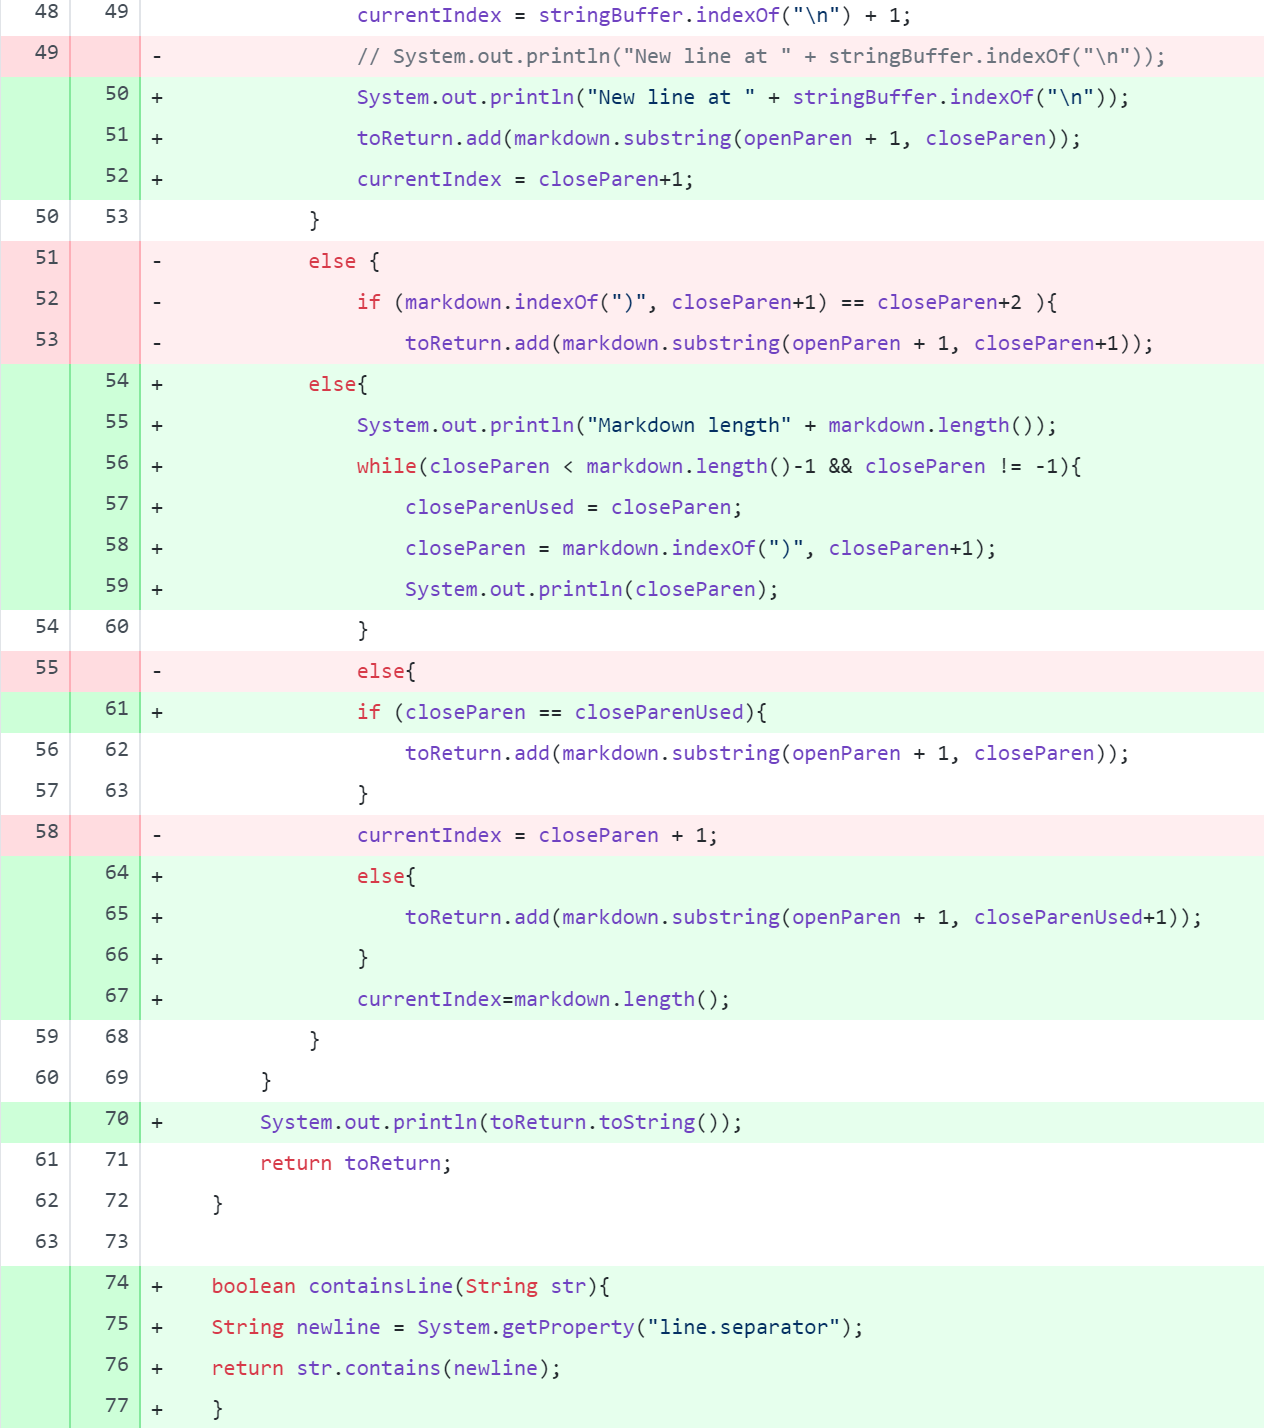 48 49 currentIndex = stringBuffer.indexOf("\n") + 1;
49 - // System.out.println("New line at " + stringBuffer.indexOf("\n"));
50 + System.out.println("New line at " + stringBuffer.indexOf("\n"));
51 + toReturn.add(markdown.substring(openParen + 1, closeParen));
52 + currentIndex = closeParen+1;
50 53 }
51 - else {
52 - if (markdown.indexOf(")", closeParen+1) == closeParen+2 ){
53 - toReturn.add(markdown.substring(openParen + 1, closeParen+1));
54 + else{
55 + System.out.println("Markdown length" + markdown.length());
56 + while(closeParen < markdown.length()-1 && closeParen != -1){
57 + closeParenUsed = closeParen;
58 + closeParen = markdown.indexOf(")", closeParen+1);
59 + System.out.println(closeParen);
54 60 }
55 - else{
61 + if (closeParen == closeParenUsed){
56 62 toReturn.add(markdown.substring(openParen + 1, closeParen));
57 63 }
58 - currentIndex = closeParen + 1;
64 + else{
65 + toReturn.add(markdown.substring(openParen + 1, closeParenUsed+1));
66 + }
67 + currentIndex=markdown.length();
59 68 }
60 69 }
70 + System.out.println(toReturn.toString());
61 71 return toReturn;
62 72 }
63 73
74 + boolean containsLine(String str){
75 + String newline = System.getProperty("line.separator");
76 + return str.contains(newline);
77 + }